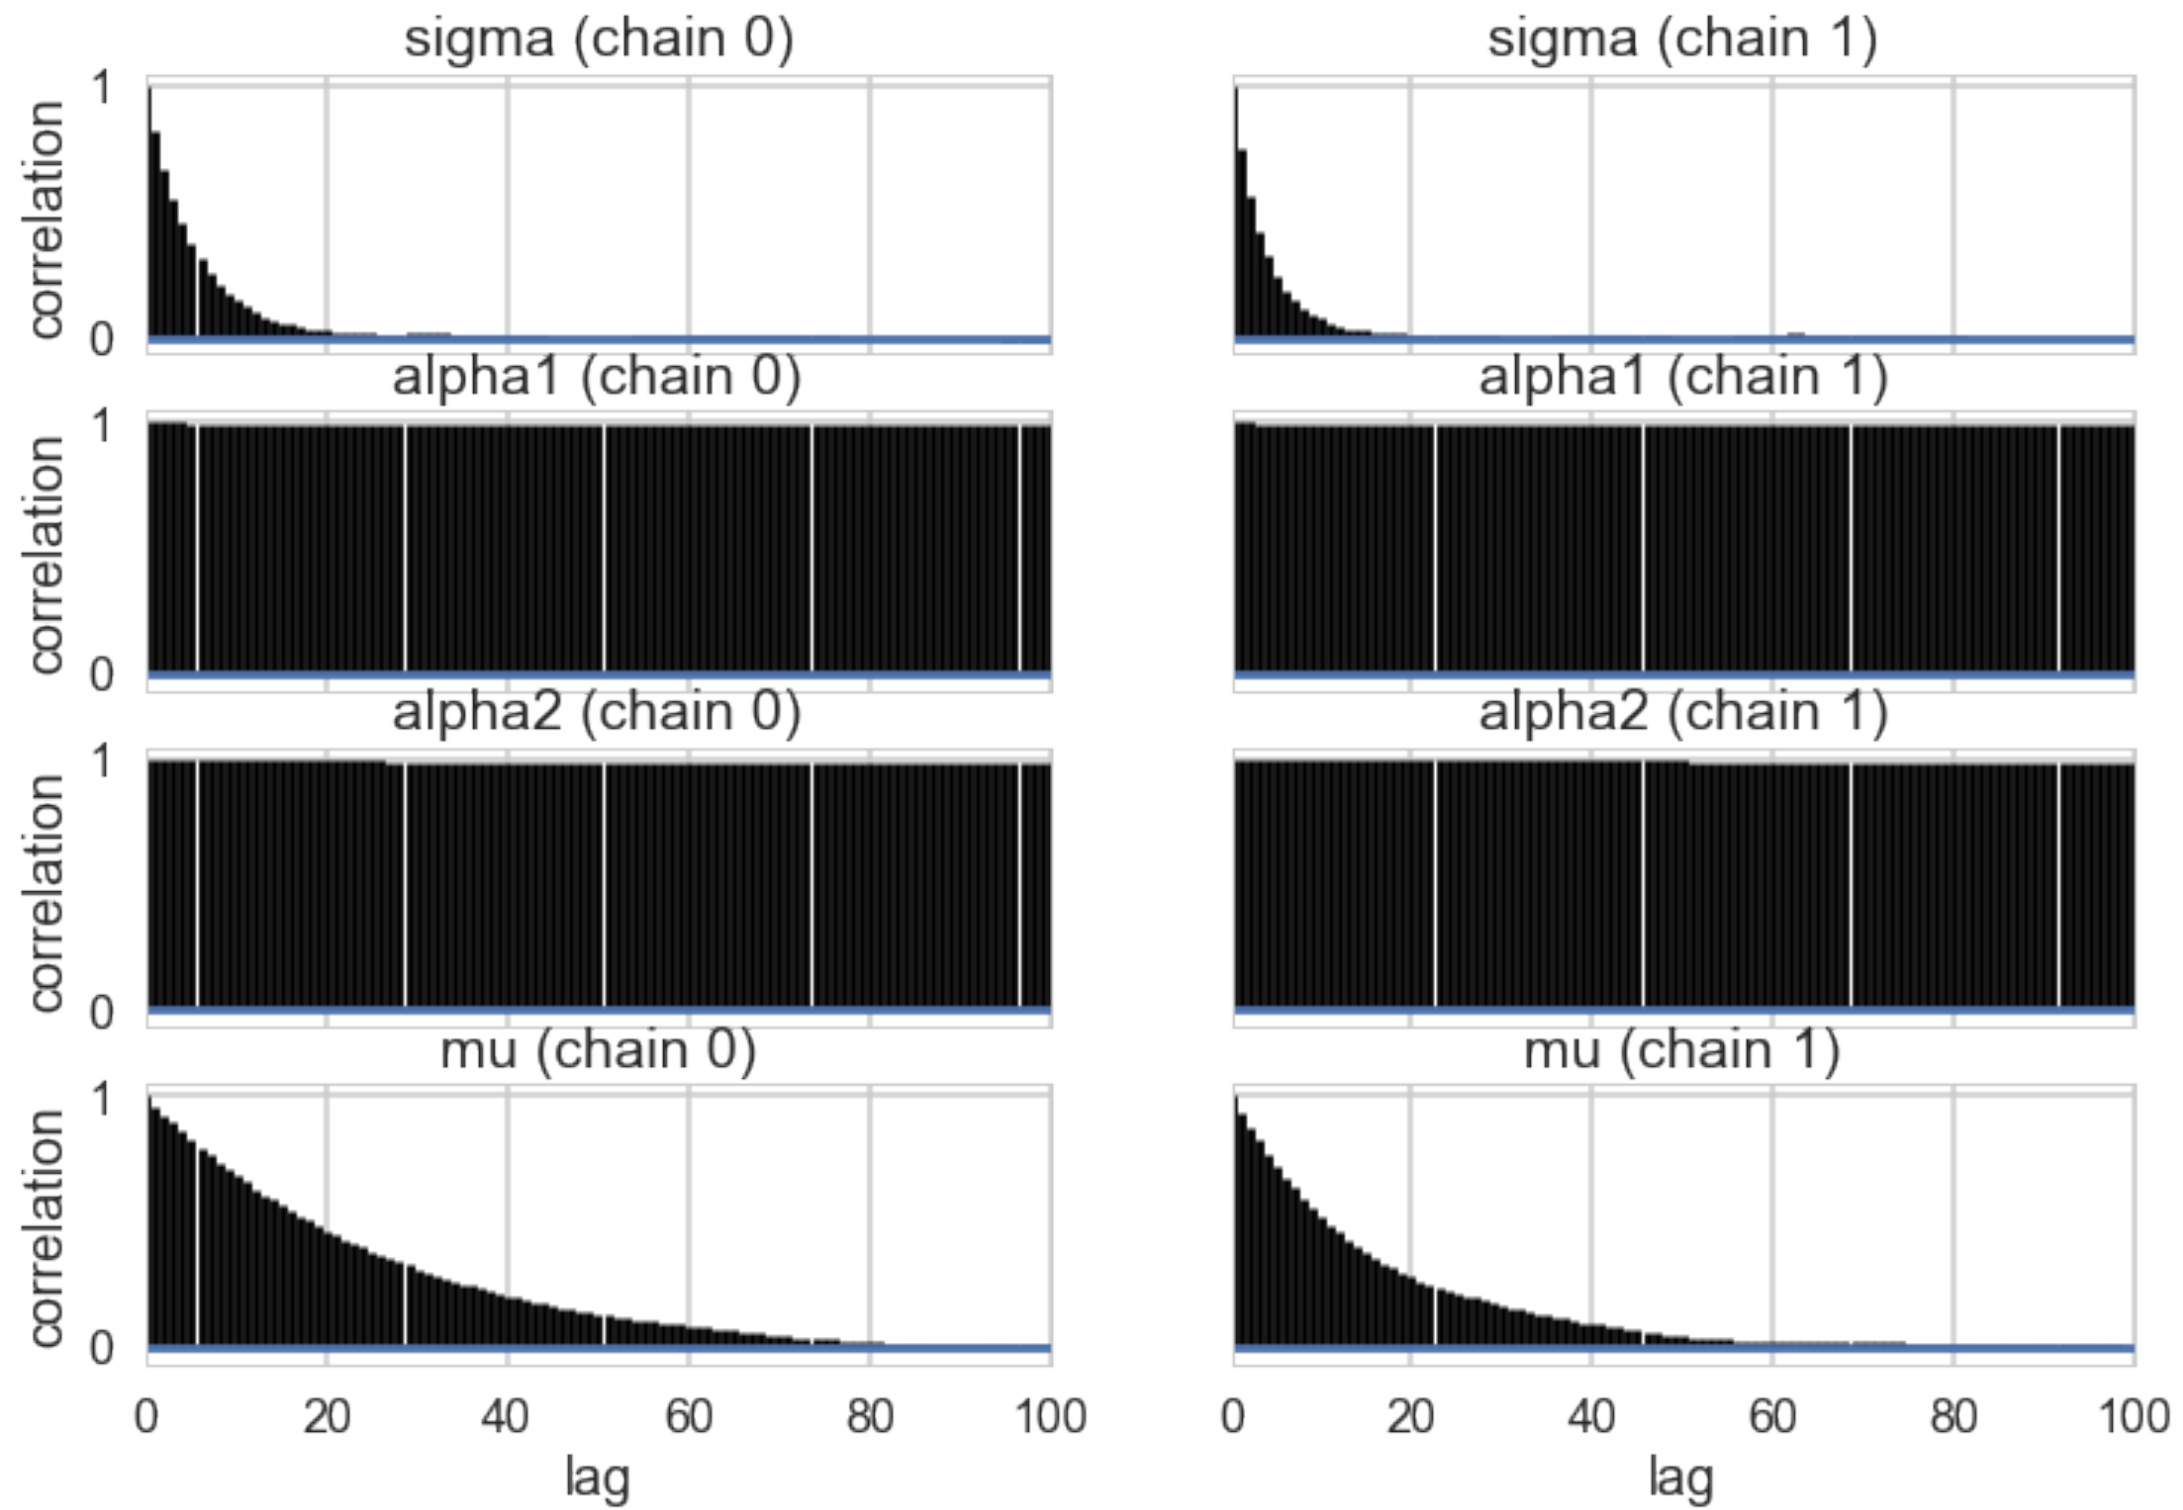 sigma (chain 0)
sigma (chain 1)
1
correlation
0
alpha1 (chain 0)
alpha1 (chain 1)
1
correlation
0
alpha2 (chain 0)
alpha2 (chain 1)
1
correlation
0
mu (chain 0)
mu (chain 1)
1
correlation
0
0 20 40 60 80 100
0 20 40 60 80 100
lag
lag